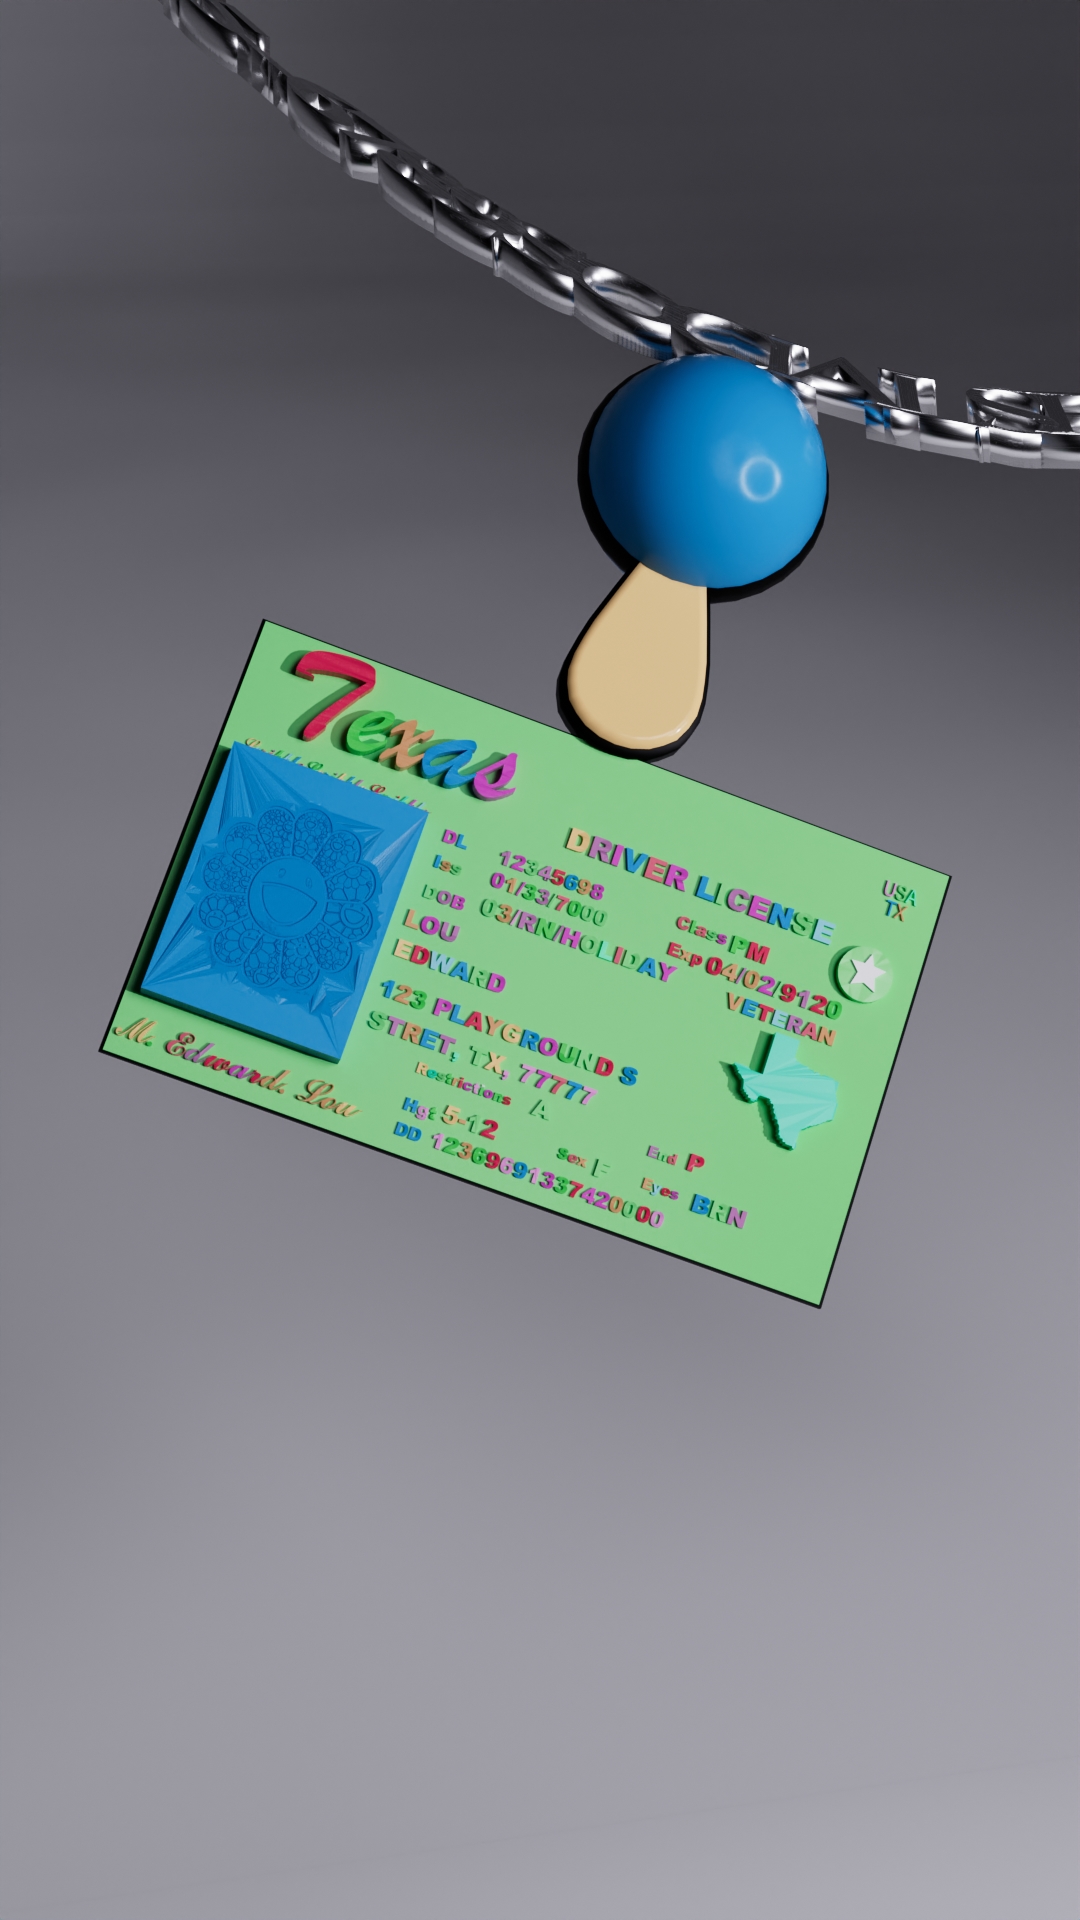 Texas
DRIVER LICENSE
USA
TX
DL 12345698
Iss 01/33/7000
DOB 03/RN/HOLIDAY
Class PM
Exp 04/02/9120
VETERAN
LOU
EDWARD
123 PLAYGROUND S
STRET, TX, 77777
Restrictions A
Hgt 5-12
Sex F
End P
Eyes BRN
DD 12369691337420000
M. Edward, Lou